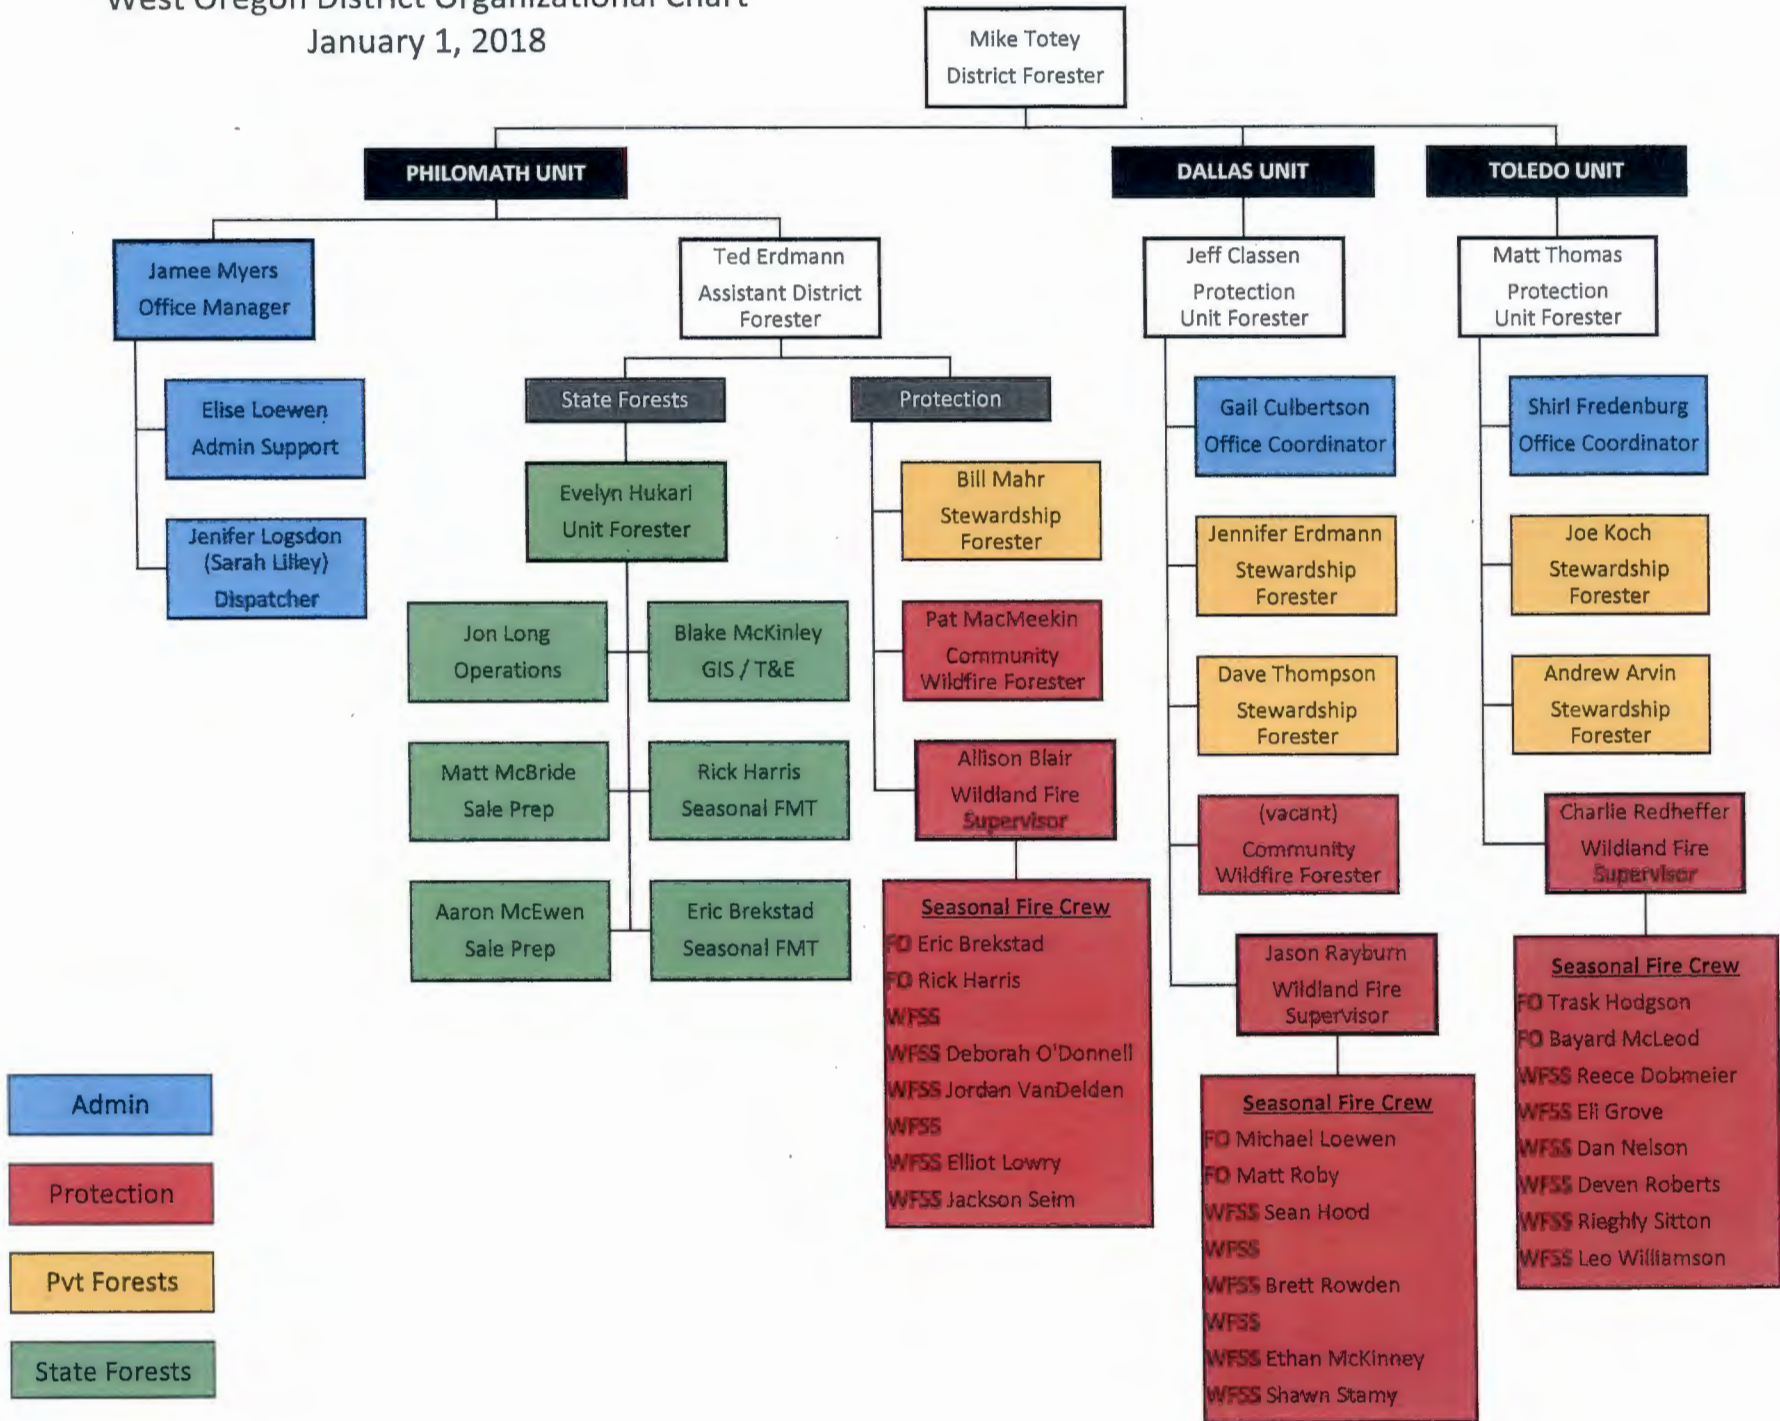 West Oregon District Organizational Chart
January 1, 2018
Mike Totey
District Forester
PHILOMATH UNIT
DALLAS UNIT
TOLEDO UNIT
Jamee Myers
Office Manager
Elise Loewen
Admin Support
Jenifer Logsdon
(Sarah Lilley)
Dispatcher
Ted Erdmann
Assistant District
Forester
State Forests
Evelyn Hukari
Unit Forester
Jon Long
Operations
Blake McKinley
GIS / T&E
Matt McBride
Sale Prep
Rick Harris
Seasonal FMT
Aaron McEwen
Sale Prep
Eric Brekstad
Seasonal FMT
Protection
Bill Mahr
Stewardship
Forester
Pat MacMeekin
Community
Wildfire Forester
Allison Blair
Wildland Fire
Supervisor
Seasonal Fire Crew
FO Eric Brekstad
FO Rick Harris
WFSS
WFSS Deborah O'Donnell
WFSS Jordan VanDelden
WFSS
WFSS Elliot Lowry
WFSS Jackson Seim
Jeff Classen
Protection
Unit Forester
Gail Culbertson
Office Coordinator
Jennifer Erdmann
Stewardship
Forester
Dave Thompson
Stewardship
Forester
(vacant)
Community
Wildfire Forester
Jason Rayburn
Wildland Fire
Supervisor
Seasonal Fire Crew
FO Michael Loewen
FO Matt Roby
WFSS Sean Hood
WFSS
WFSS Brett Rowden
WFSS
WFSS Ethan McKinney
WFSS Shawn Stamy
Matt Thomas
Protection
Unit Forester
Shirl Fredenburg
Office Coordinator
Joe Koch
Stewardship
Forester
Andrew Arvin
Stewardship
Forester
Charlie Redheffer
Wildland Fire
Supervisor
Seasonal Fire Crew
FO Trask Hodgson
FO Bayard McLeod
WFSS Reece Dobmeier
WFSS Eli Grove
WFSS Dan Nelson
WFSS Deven Roberts
WFSS Rieghly Sitton
WFSS Leo Williamson
Admin
Protection
Pvt Forests
State Forests